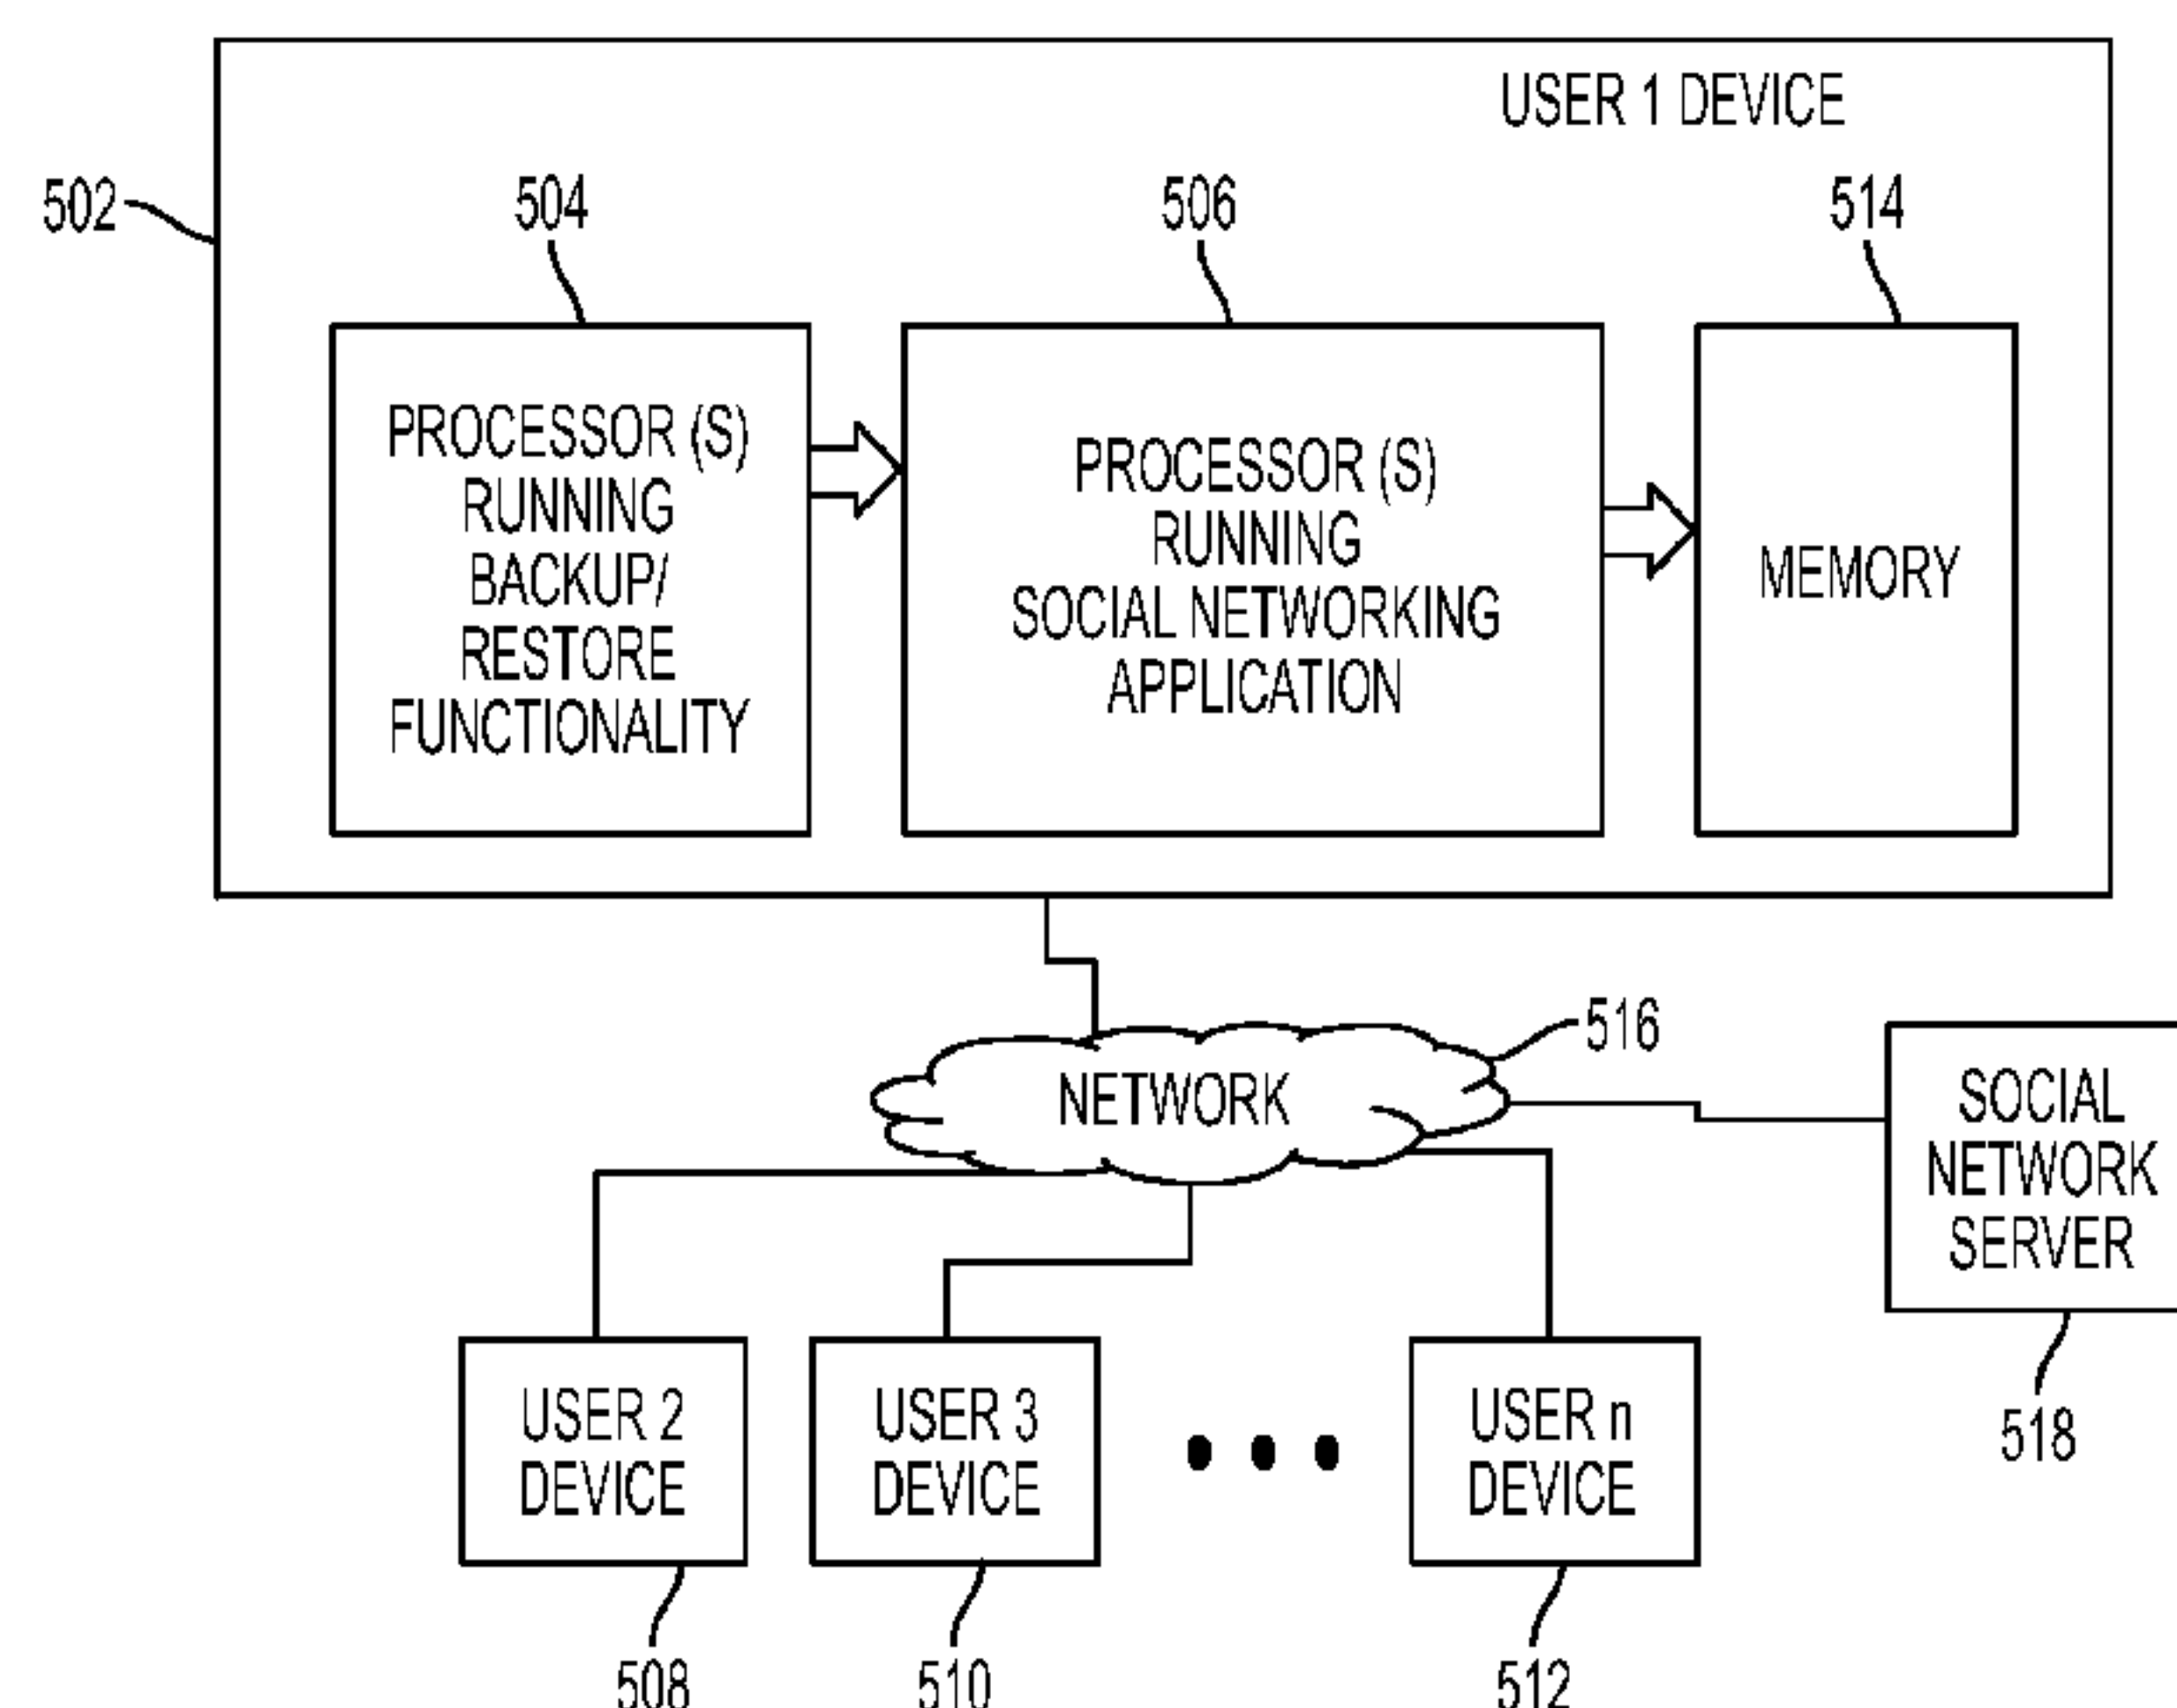 USER 1 DEVICE
502
504
506
514
PROCESSOR (S)
RUNNING
BACKUP/
RESTORE
FUNCTIONALITY
PROCESSOR (S)
RUNNING
SOCIAL NETWORKING
APPLICATION
MEMORY
516
NETWORK
SOCIAL
NETWORK
SERVER
518
USER 2
DEVICE
USER 3
DEVICE
USER n
DEVICE
508
510
512